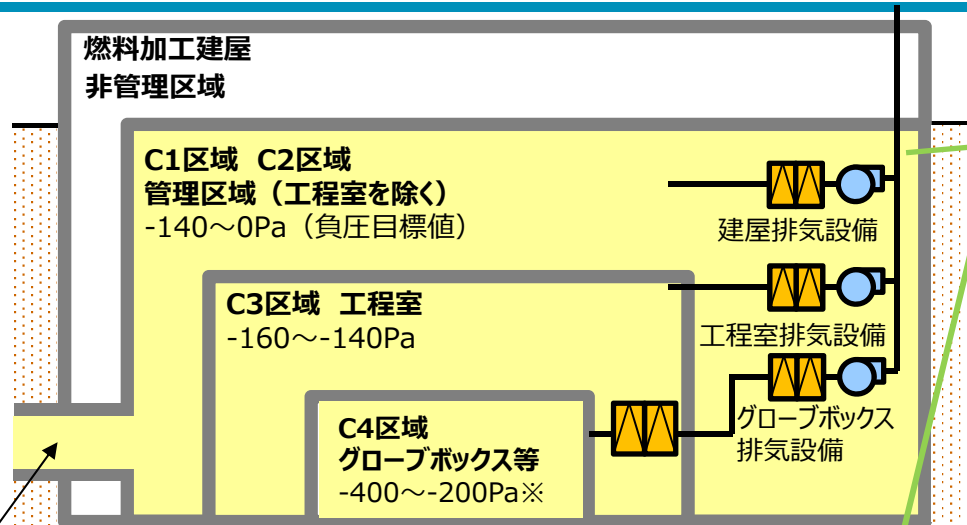 燃料加工建屋
非管理区域
C1区域 C2区域
管理区域（工程室を除く）
-140～0Pa（負圧目標値）
建屋排気設備
C3区域 工程室
-160～-140Pa
工程室排気設備
C4区域
グローブボックス等
-400～-200Pa※
グローブボックス
排気設備